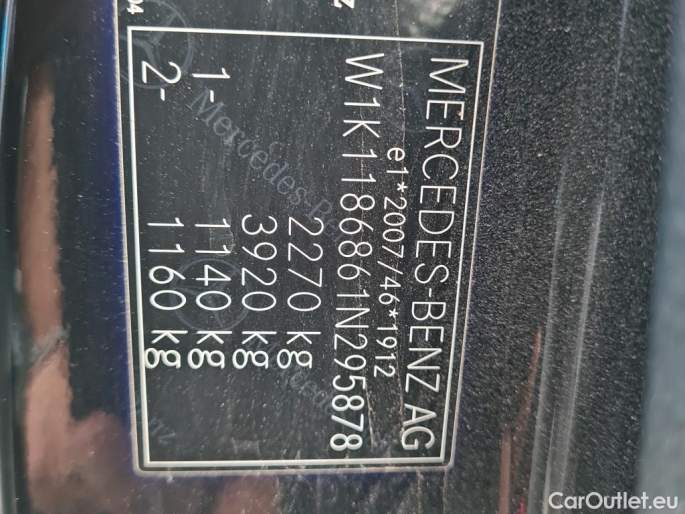 MERCEDES-BENZ AG
e1*2007/46*1912
W1K1186861N295878
2270 kg
3920 kg
1- 1140 kg
2- 1160 kg
CarOutlet.eu